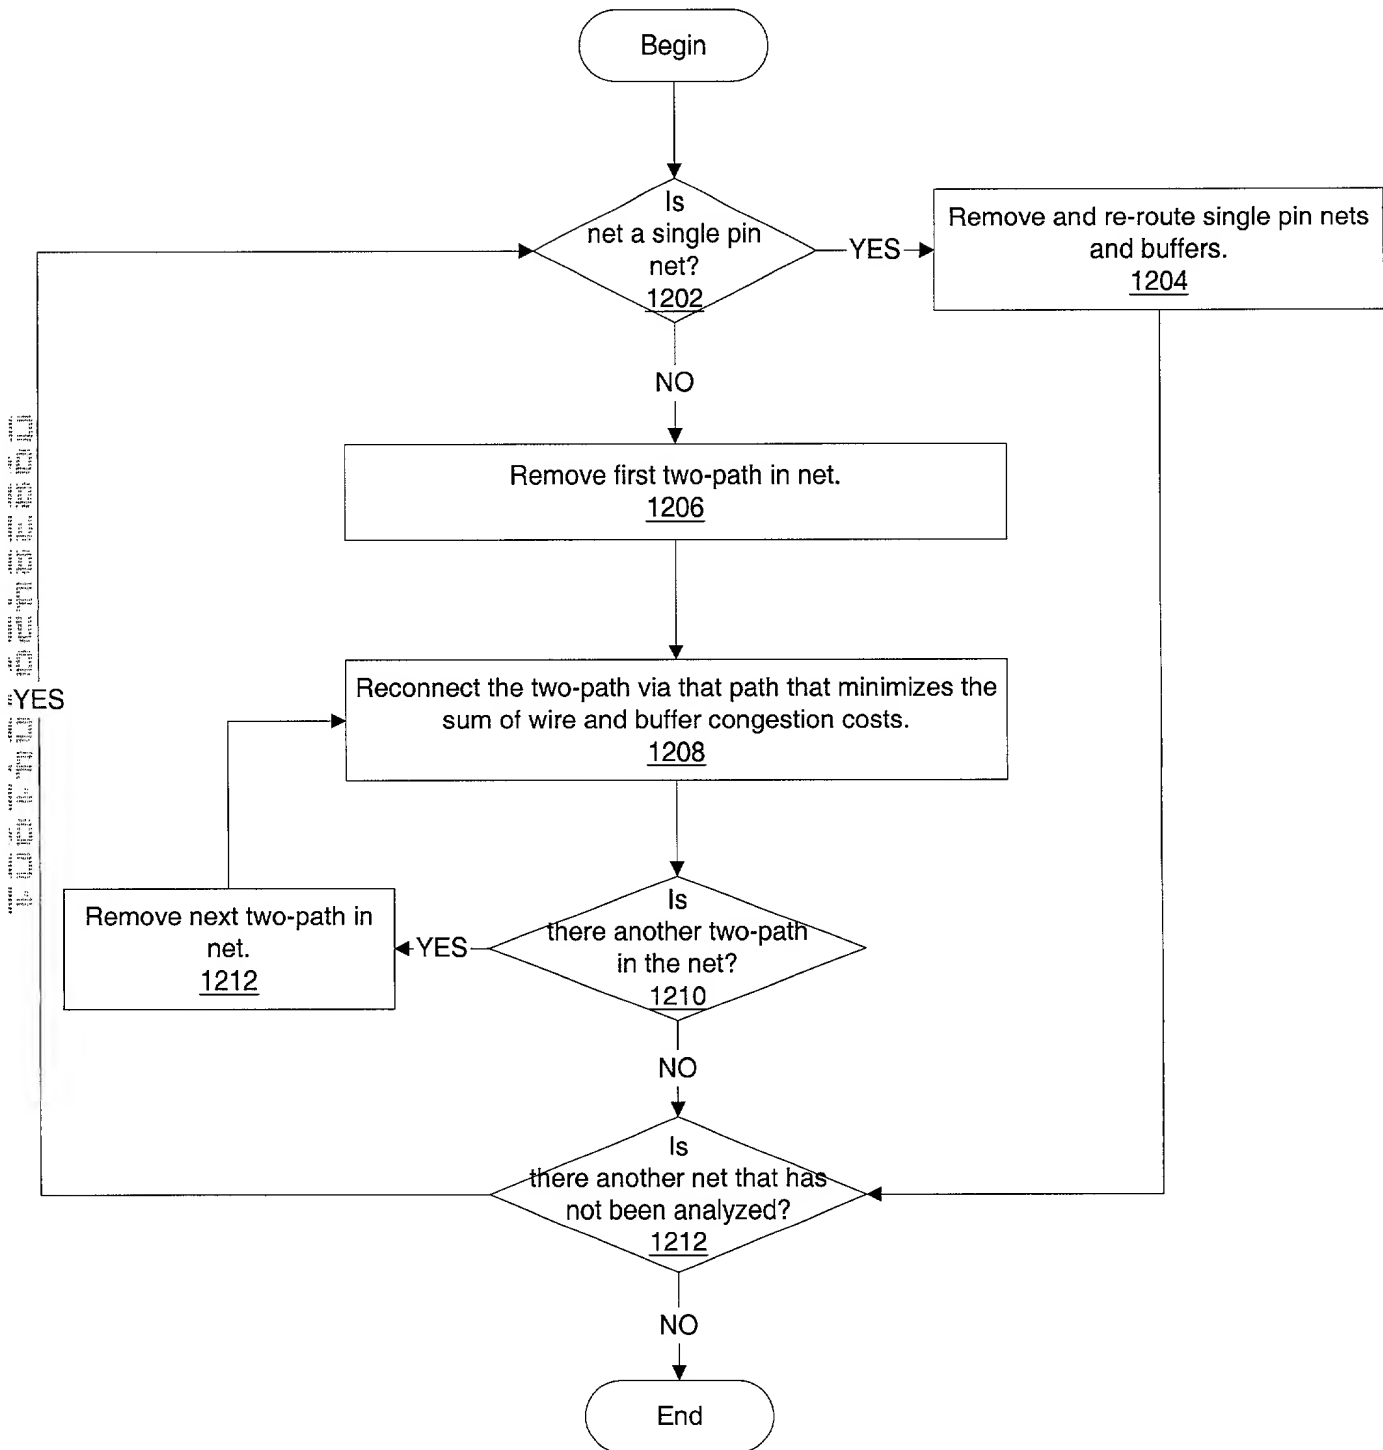 Begin
Is
net a single pin
net?
1202
YES
Remove and re-route single pin nets
and buffers.
1204
NO
Remove first two-path in net.
1206
Reconnect the two-path via that path that minimizes the
sum of wire and buffer congestion costs.
1208
YES
Is
there another two-path
in the net?
1210
YES
Remove next two-path in
net.
1212
NO
Is
there another net that has
not been analyzed?
1212
NO
End